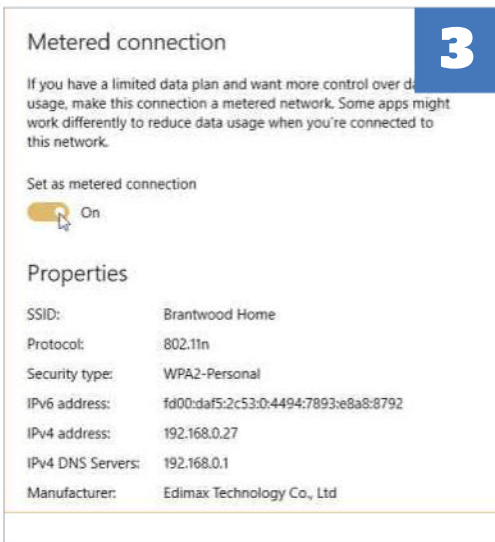 3
Metered connection
If you have a limited data plan and want more control over
usage, make this connection a metered network. Some apps might
work differently to reduce data usage when you're connected to
this network.
Set as metered connection
On
Properties
SSID: Brantwood Home
Protocol: 802.11n
Security type: WPA2-Personal
IPv6 address: fd00:daf5:2c53:0:4494:7893:e8a8:8792
IPv4 address: 192.168.0.27
IPv4 DNS Servers: 192.168.0.1
Manufacturer: Edimax Technology Co., Ltd